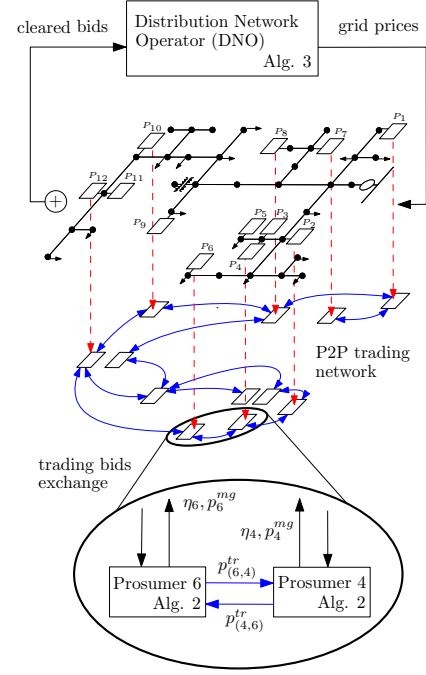 cleared bids
Distribution Network
Operator (DNO)
Alg. 3
grid prices
P10
P8
P7
P1
P12
P11
P9
P5
P3
P2
P6
P4
+
P2P trading
network
trading bids
exchange
η6, p6^mg
η4, p4^mg
Prosumer 6
Alg. 2
p(6,4)^tr
p(4,6)^tr
Prosumer 4
Alg. 2